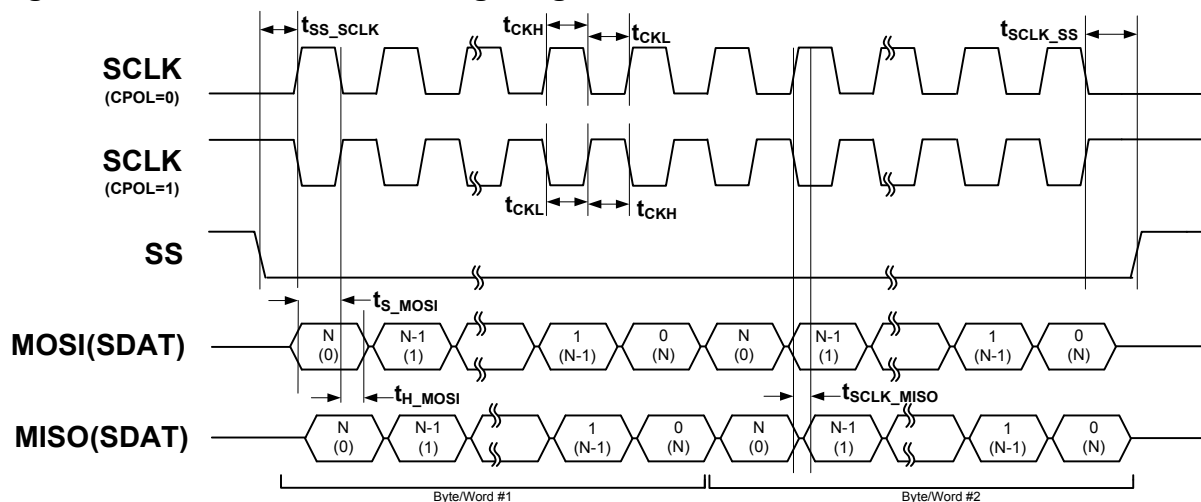 tSS_SCLK
tCKH
tCKL
tSCLK_SS
SCLK
(CPOL=0)
SCLK
(CPOL=1)
tCKL
tCKH
SS
tS_MOSI
MOSI(SDAT)
N
(0)
N-1
(1)
1
(N-1)
0
(N)
N
(0)
N-1
(1)
1
(N-1)
0
(N)
tH_MOSI
tSCLK_MISO
MISO(SDAT)
N
(0)
N-1
(1)
1
(N-1)
0
(N)
N
(0)
N-1
(1)
1
(N-1)
0
(N)
Byte/Word #1
Byte/Word #2